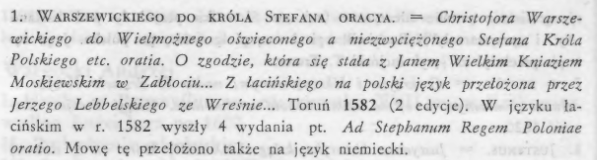 1. WARSZEWICKIEGO DO KRÓLA STEFANA ORACYA. = Christofora Warsze-
wickiego do Wielmożnego oświeconego a niezwyciężonego Stefana Króla
Polskiego etc. oratia. O zgodzie, która się stała z Janem Wielkim Kniaziem
Moskiewskim w Zabłociu... Z łacińskiego na polski język przełożona przez
Jerzego Lebbelskiego ze Wreśnie... Toruń 1582 (2 edycje). W języku ła-
cińskim w r. 1582 wyszły 4 wydania pt. Ad Stephanum Regem Poloniae
oratio. Mowę tę przełożono także na język niemiecki.